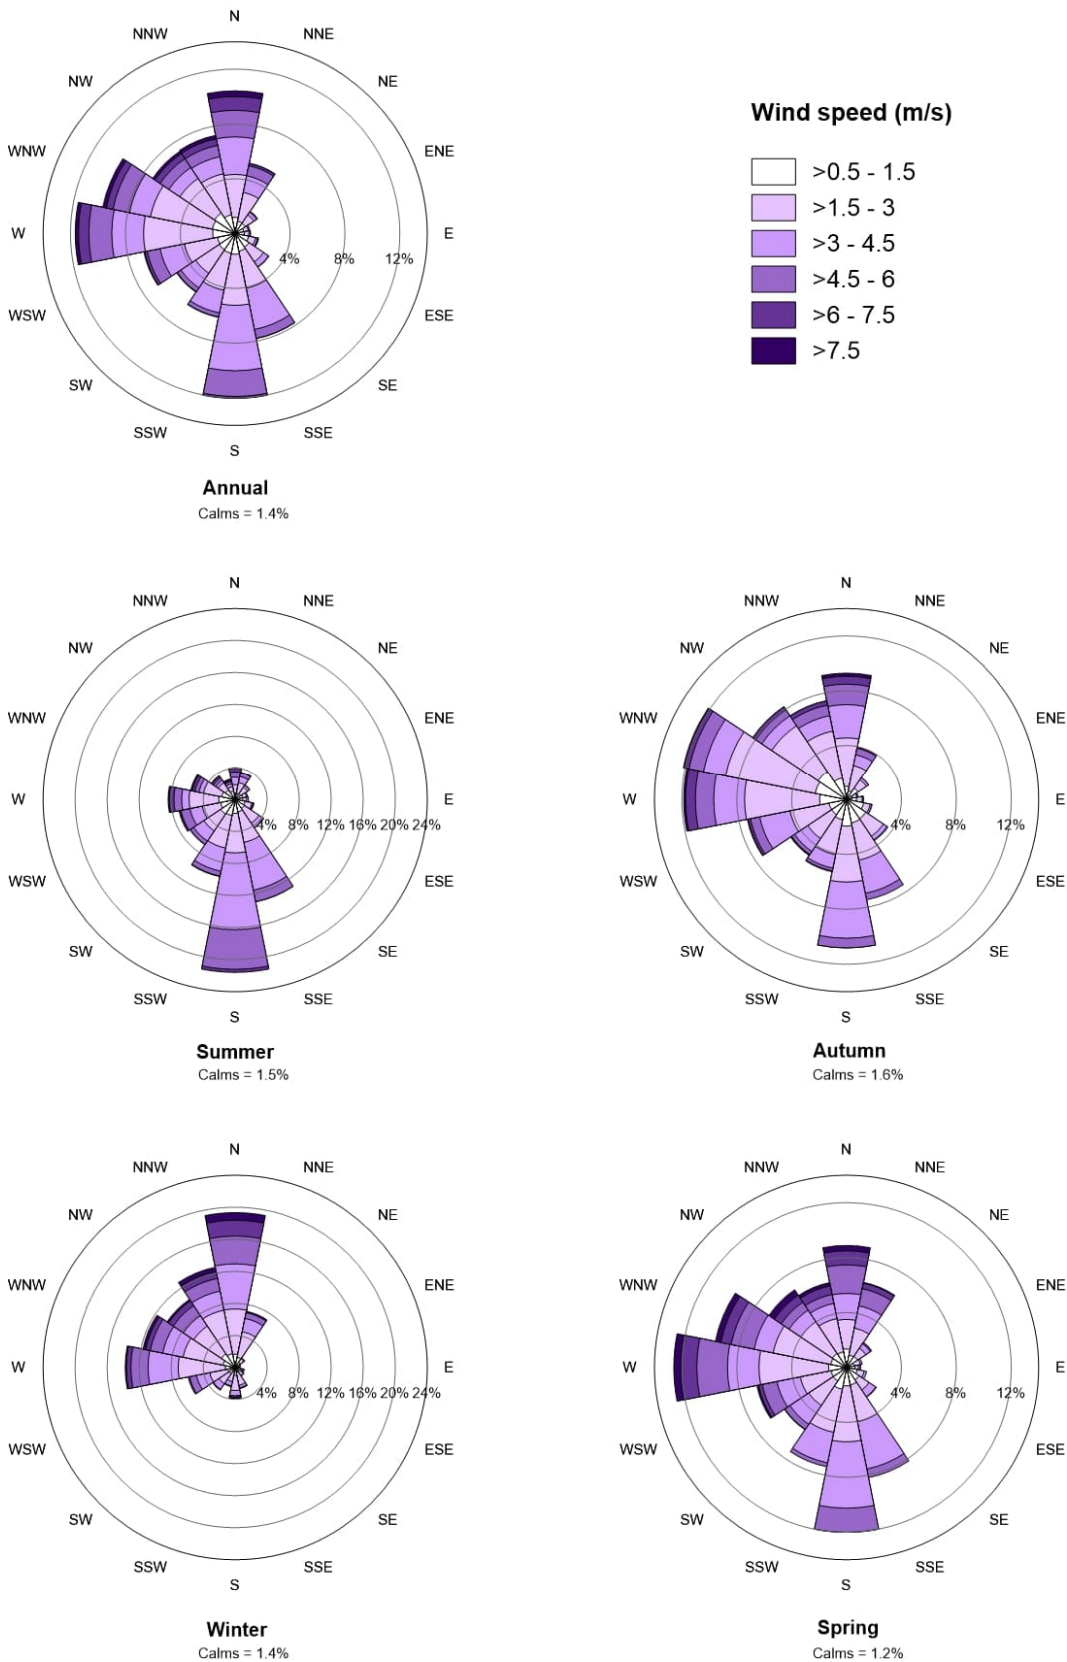 N
NNW NNE
NW NE
WNW ENE
W E
4% 8% 12%
WSW ESE
SW SE
SSW SSE
S
Annual
Calms = 1.4%
Wind speed (m/s)
>0.5 - 1.5
>1.5 - 3
>3 - 4.5
>4.5 - 6
>6 - 7.5
>7.5
N
NNW NNE
NW NE
WNW ENE
W E
4% 8% 12% 16% 20% 24%
WSW ESE
SW SE
SSW SSE
S
Summer
Calms = 1.5%
N
NNW NNE
NW NE
WNW ENE
W E
4% 8% 12%
WSW ESE
SW SE
SSW SSE
S
Autumn
Calms = 1.6%
N
NNW NNE
NW NE
WNW ENE
W E
4% 8% 12% 16% 20% 24%
WSW ESE
SW SE
SSW SSE
S
Winter
Calms = 1.4%
N
NNW NNE
NW NE
WNW ENE
W E
4% 8% 12%
WSW ESE
SW SE
SSW SSE
S
Spring
Calms = 1.2%